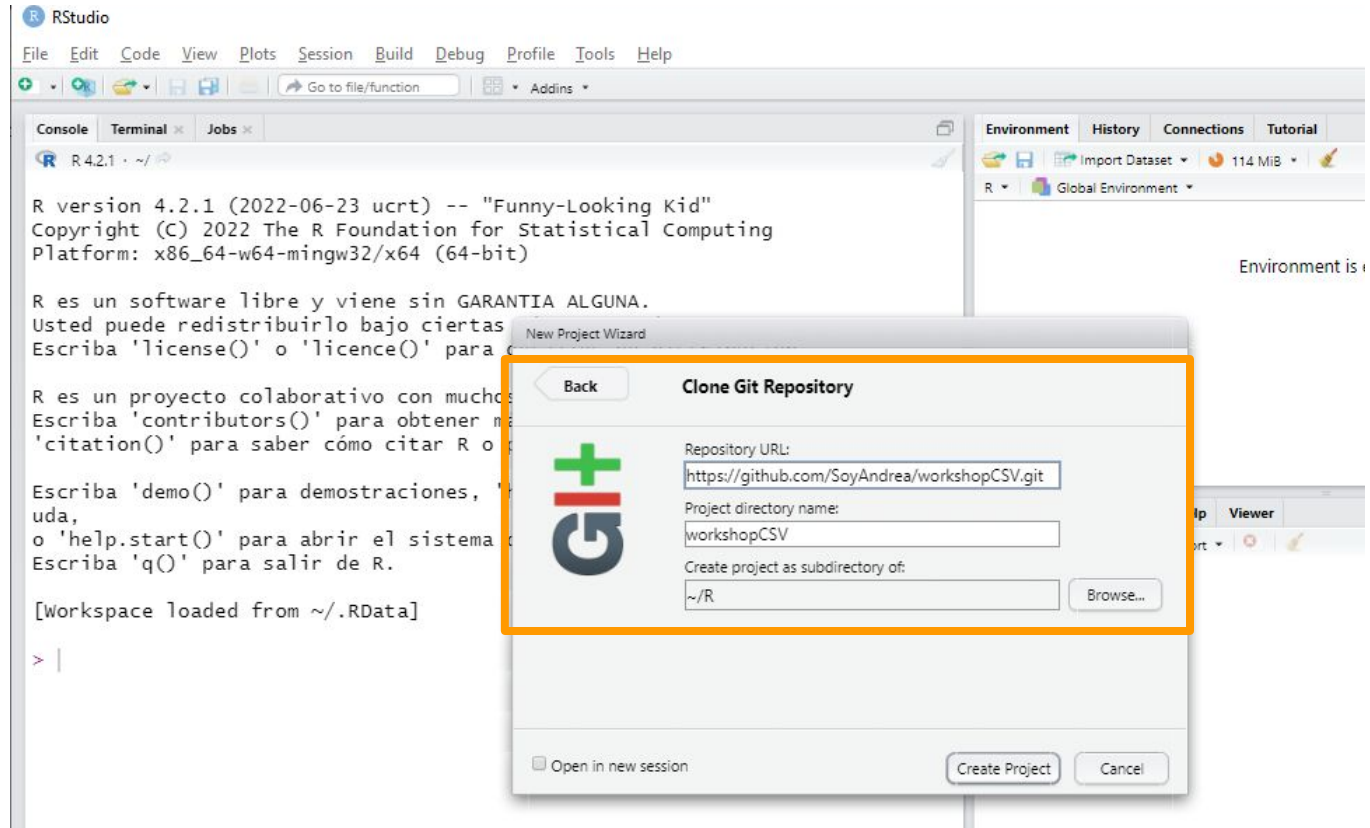 RStudio
File Edit Code View Plots Session Build Debug Profile Tools Help
Go to file/function Addins
Console Terminal Jobs
R 4.2.1 · ~/
R version 4.2.1 (2022-06-23 ucrt) -- "Funny-Looking Kid"
Copyright (C) 2022 The R Foundation for Statistical Computing
Platform: x86_64-w64-mingw32/x64 (64-bit)
R es un software libre y viene sin GARANTIA ALGUNA.
Usted puede redistribuirlo bajo ciertas
Escriba 'license()' o 'licence()' para
R es un proyecto colaborativo con muchos
Escriba 'contributors()' para obtener
'citation()' para saber cómo citar R o
Escriba 'demo()' para demostraciones,
uda,
o 'help.start()' para abrir el sistema
Escriba 'q()' para salir de R.
[Workspace loaded from ~/.RData]
>
Environment History Connections Tutorial
Import Dataset 114 MiB
R Global Environment
Environment is
Viewer
New Project Wizard
Back Clone Git Repository
GIT
Repository URL:
https://github.com/SoyAndrea/workshopCSV.git
Project directory name:
workshopCSV
Create project as subdirectory of:
~/R
Browse...
Open in new session
Create Project Cancel